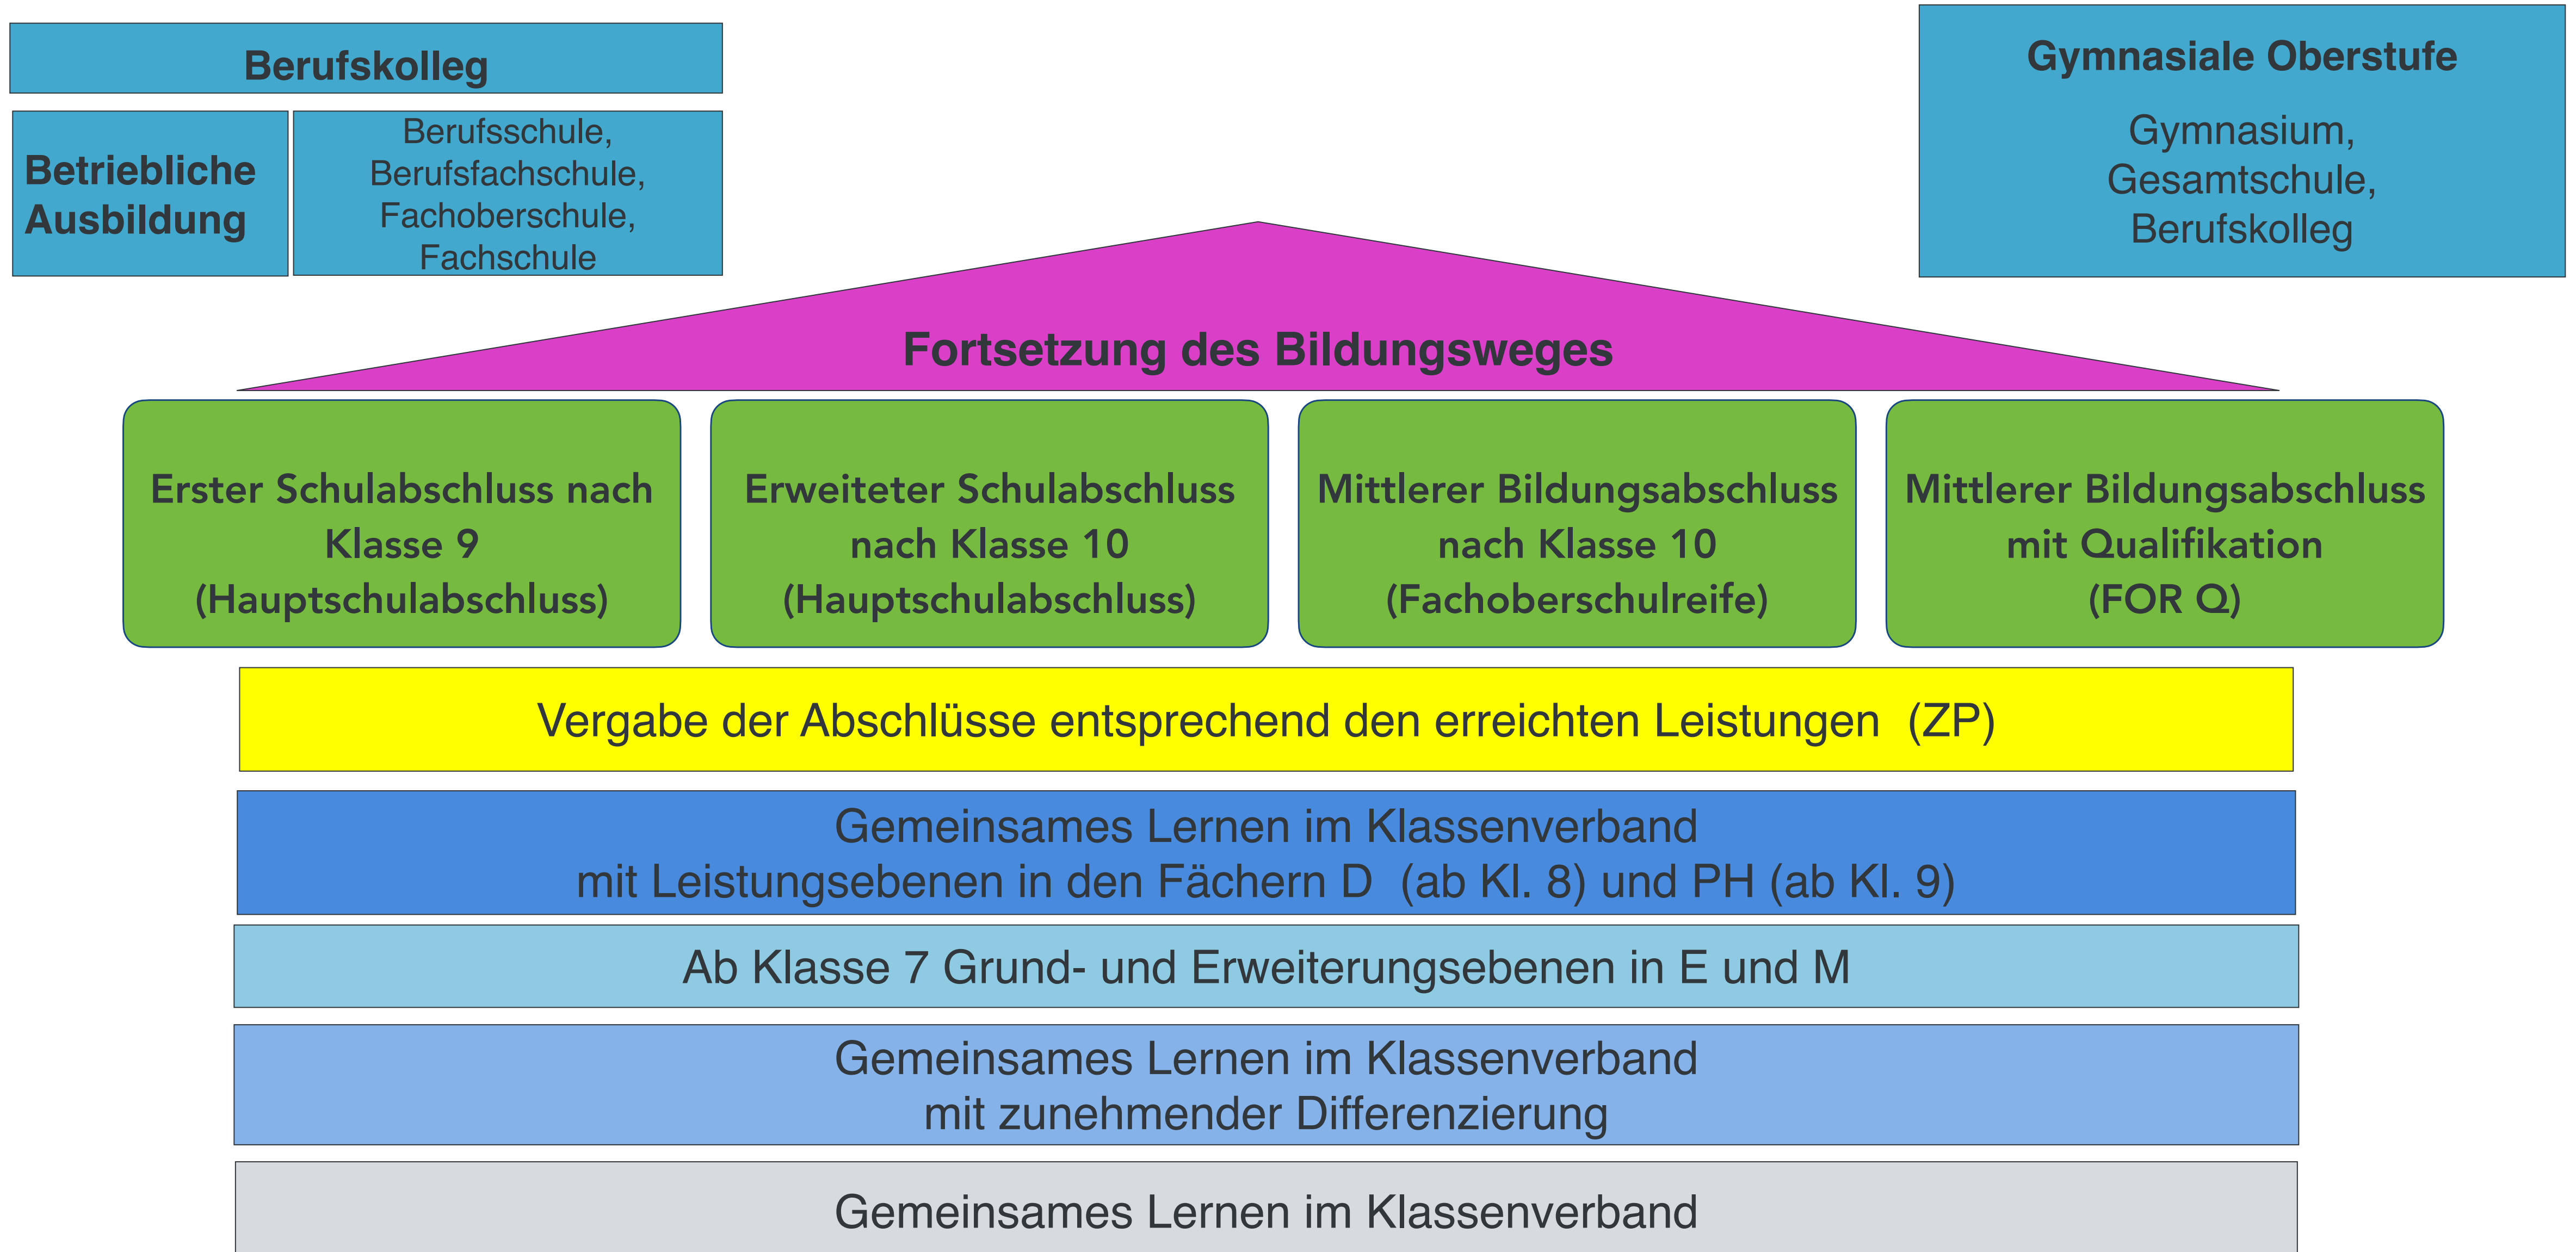 Berufskolleg
Betriebliche
Ausbildung
Berufsschule,
Berufsfachschule,
Fachoberschule,
Fachschule
Gymnasiale Oberstufe
Gymnasium,
Gesamtschule,
Berufskolleg
Fortsetzung des Bildungsweges
Erster Schulabschluss nach
Klasse 9
(Hauptschulabschluss)
Erweiteter Schulabschluss
nach Klasse 10
(Hauptschulabschluss)
Mittlerer Bildungsabschluss
nach Klasse 10
(Fachoberschulreife)
Mittlerer Bildungsabschluss
mit Qualifikation
(FOR Q)
Vergabe der Abschlüsse entsprechend den erreichten Leistungen  (ZP)
Gemeinsames Lernen im Klassenverband
mit Leistungsebenen in den Fächern D  (ab Kl. 8) und PH (ab Kl. 9)
Ab Klasse 7 Grund- und Erweiterungsebenen in E und M
Gemeinsames Lernen im Klassenverband
mit zunehmender Differenzierung
Gemeinsames Lernen im Klassenverband